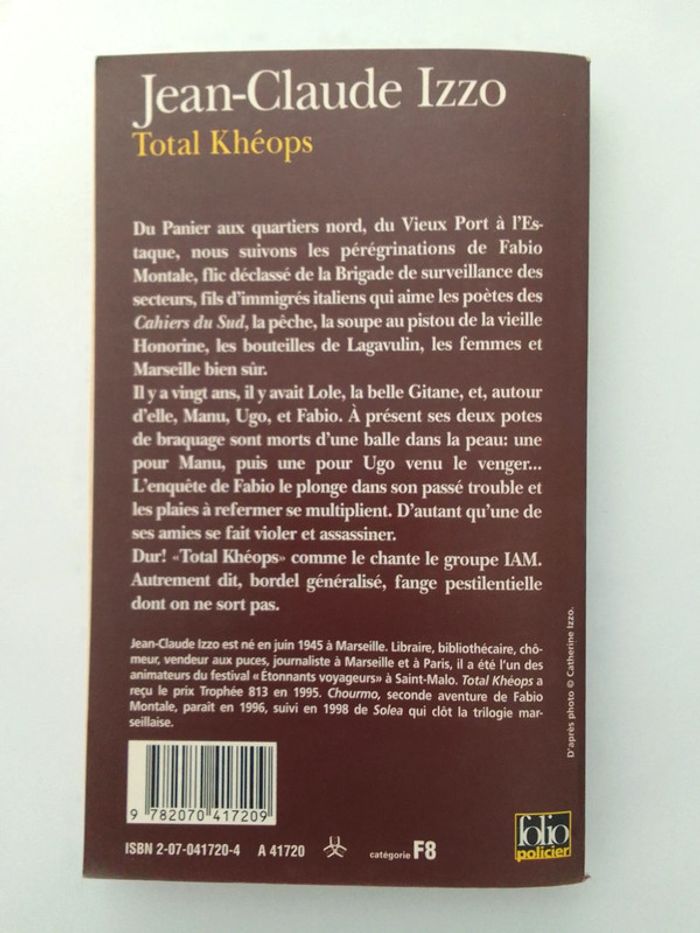 Jean-Claude Izzo
Total Khéops
Du Panier aux quartiers nord, du Vieux Port à l'Es-
taque, nous suivons les pérégrinations de Fabio
Montale, flic déclassé de la Brigade de surveillance des
secteurs, fils d'immigrés italiens qui aime les poètes des
Cahiers du Sud, la pêche, la soupe au pistou de la vieille
Honorine, les bouteilles de Lagavulin, les femmes et
Marseille bien sûr.
Il y a vingt ans, il y avait Lole, la belle Gitane, et, autour
d'elle, Manu, Ugo, et Fabio. À présent ses deux potes
de braquage sont morts d'une balle dans la peau: une
pour Manu, puis une pour Ugo venu le venger...
L'enquête de Fabio le plonge dans son passé trouble et
les plaies à refermer se multiplient. D'autant qu'une de
ses amies se fait violer et assassiner.
Dur! «Total Khéops» comme le chante le groupe IAM.
Autrement dit, bordel généralisé, fange pestilentielle
dont on ne sort pas.
Jean-Claude Izzo est né en juin 1945 à Marseille. Libraire, bibliothécaire, chô-
meur, vendeur aux puces, journaliste à Marseille et à Paris, il a été l'un des
animateurs du festival «Étonnants voyageurs» à Saint-Malo. Total Khéops a
reçu le prix Trophée 813 en 1995. Chourmo, seconde aventure de Fabio
Montale, paraît en 1996, suivi en 1998 de Solea qui clôt la trilogie mar-
seillaise.
D'après photo © Catherine Izzo.
9 782070 417209
ISBN 2-07-041720-4 A 41720 catégorie F8
folio
policier